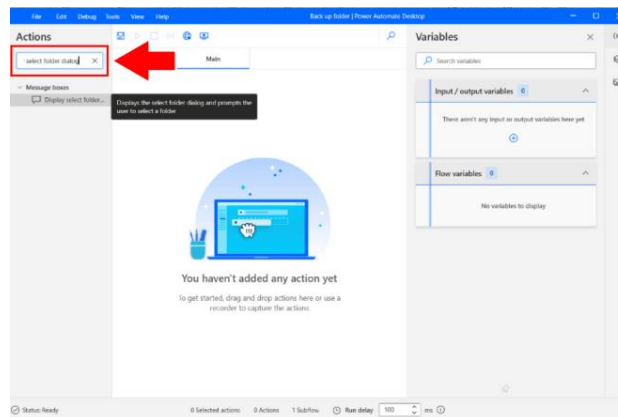 File Edit Debug Tools View Help
Back up folder | Power Automate Desktop
Actions
select folder dialog
Message boxes
Display select folder...
Main
Displays the select folder dialog and prompts the
user to select a folder
You haven't added any action yet
To get started, drag and drop actions here or use a
recorder to capture the actions
Variables
Search variables
Input / output variables 0
There aren't any input or output variables here yet
Flow variables 0
No variables to display
Status: Ready
0 Selected actions 0 Actions 1 Subflow Run delay 100 ms